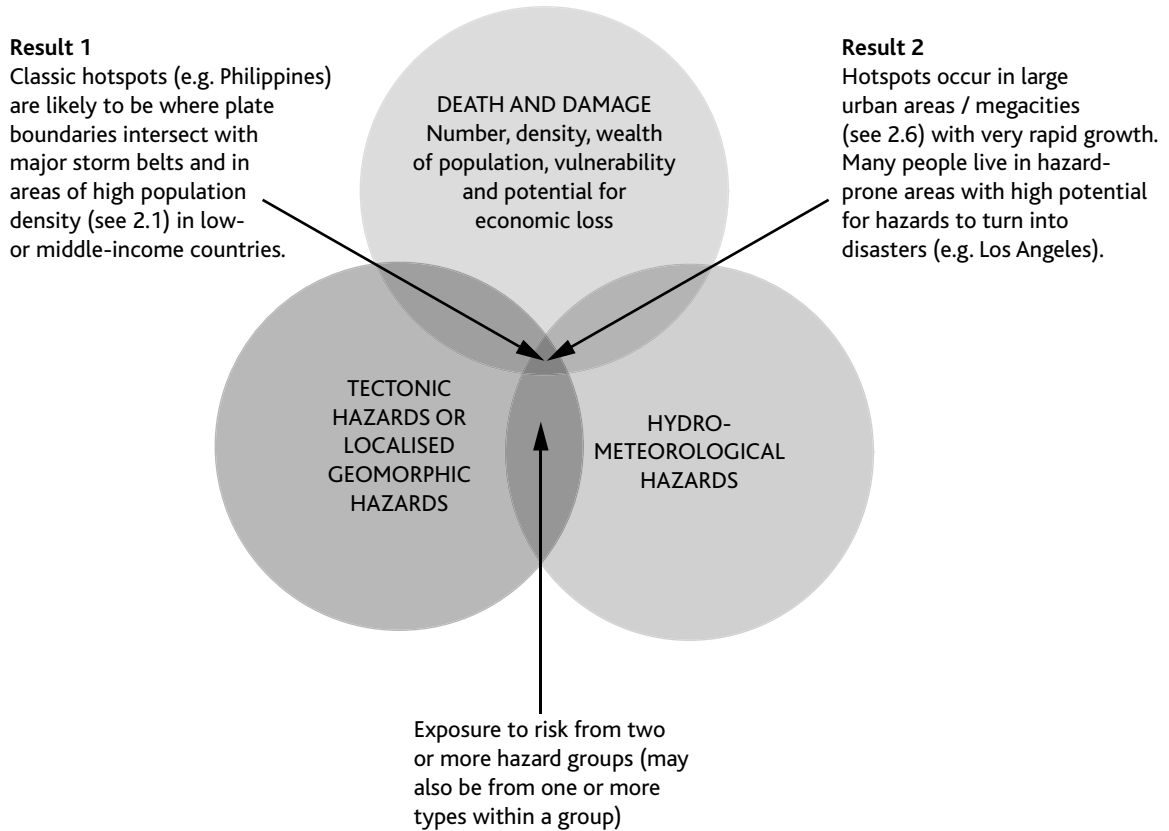 Result 1
Classic hotspots (e.g. Philippines)
are likely to be where plate
boundaries intersect with
major storm belts and in
areas of high population
density (see 2.1) in low-
or middle-income countries.
DEATH AND DAMAGE
Number, density, wealth
of population, vulnerability
and potential for
economic loss
Result 2
Hotspots occur in large
urban areas / megacities
(see 2.6) with very rapid growth.
Many people live in hazard-
prone areas with high potential
for hazards to turn into
disasters (e.g. Los Angeles).
TECTONIC
HAZARDS OR
LOCALISED
GEOMORPHIC
HAZARDS
HYDRO-
METEOROLOGICAL
HAZARDS
Exposure to risk from two
or more hazard groups (may
also be from one or more
types within a group)